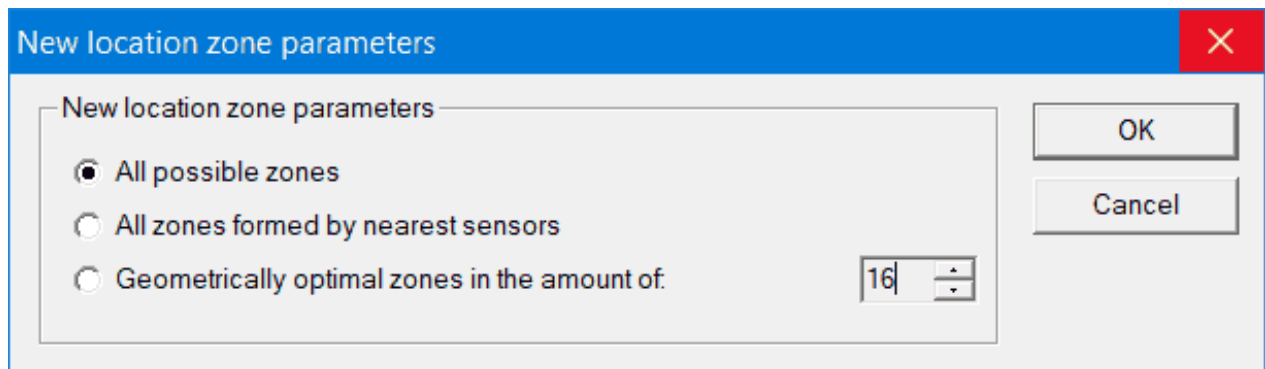 New location zone parameters
New location zone parameters
All possible zones
All zones formed by nearest sensors
Geometrically optimal zones in the amount of: 16
OK
Cancel